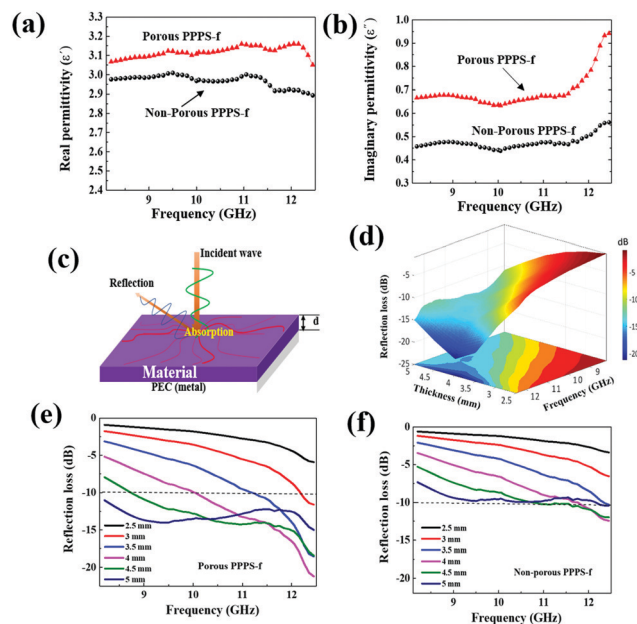 (a)
Real permittivity (ε')
3.4
3.3
3.2
3.1
3.0
2.9
2.8
2.7
2.6
2.5
2.4
Porous PPPS-f
Non-Porous PPPS-f
9 10 11 12
Frequency (GHz)
(b)
Imaginary permittivity (ε'')
1.0
0.9
0.8
0.7
0.6
0.5
0.4
0.3
Porous PPPS-f
Non-Porous PPPS-f
9 10 11 12
Frequency (GHz)
(c)
Incident wave
Reflection
Absorption
d
Material
PEC (metal)
(d)
dB
Reflection loss (dB)
-5
-10
-15
-20
-25
5 4.5 4 3.5 3 2.5
Thickness (mm)
12 11 10 9
Frequency (GHz)
-5
-10
-15
-20
(e)
Reflection loss (dB)
0
-5
-10
-15
-20
2.5 mm
3 mm
3.5 mm
4 mm
4.5 mm
5 mm
Porous PPPS-f
9 10 11 12
Frequency (GHz)
(f)
Reflection loss (dB)
0
-5
-10
-15
-20
2.5 mm
3 mm
3.5 mm
4 mm
4.5 mm
5 mm
Non-porous PPPS-f
9 10 11 12
Frequency (GHz)